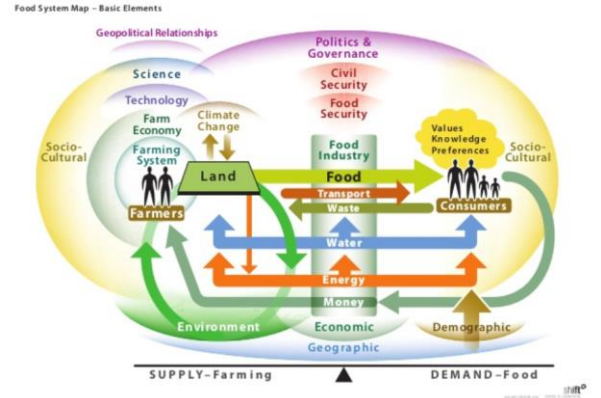 Food System Map – Basic Elements
Geopolitical Relationships
Politics &
Governance
Science
Civil
Security
Technology
Food
Security
Climate
Change
Farm
Economy
Values
Knowledge
Preferences
Socio-
Cultural
Farming
System
Food
Industry
Socio-
Cultural
Land
Food
Transport
Waste
Farmers
Consumers
Water
Energy
Money
Environment
Economic
Demographic
Geographic
SUPPLY–Farming
DEMAND–Food
shift